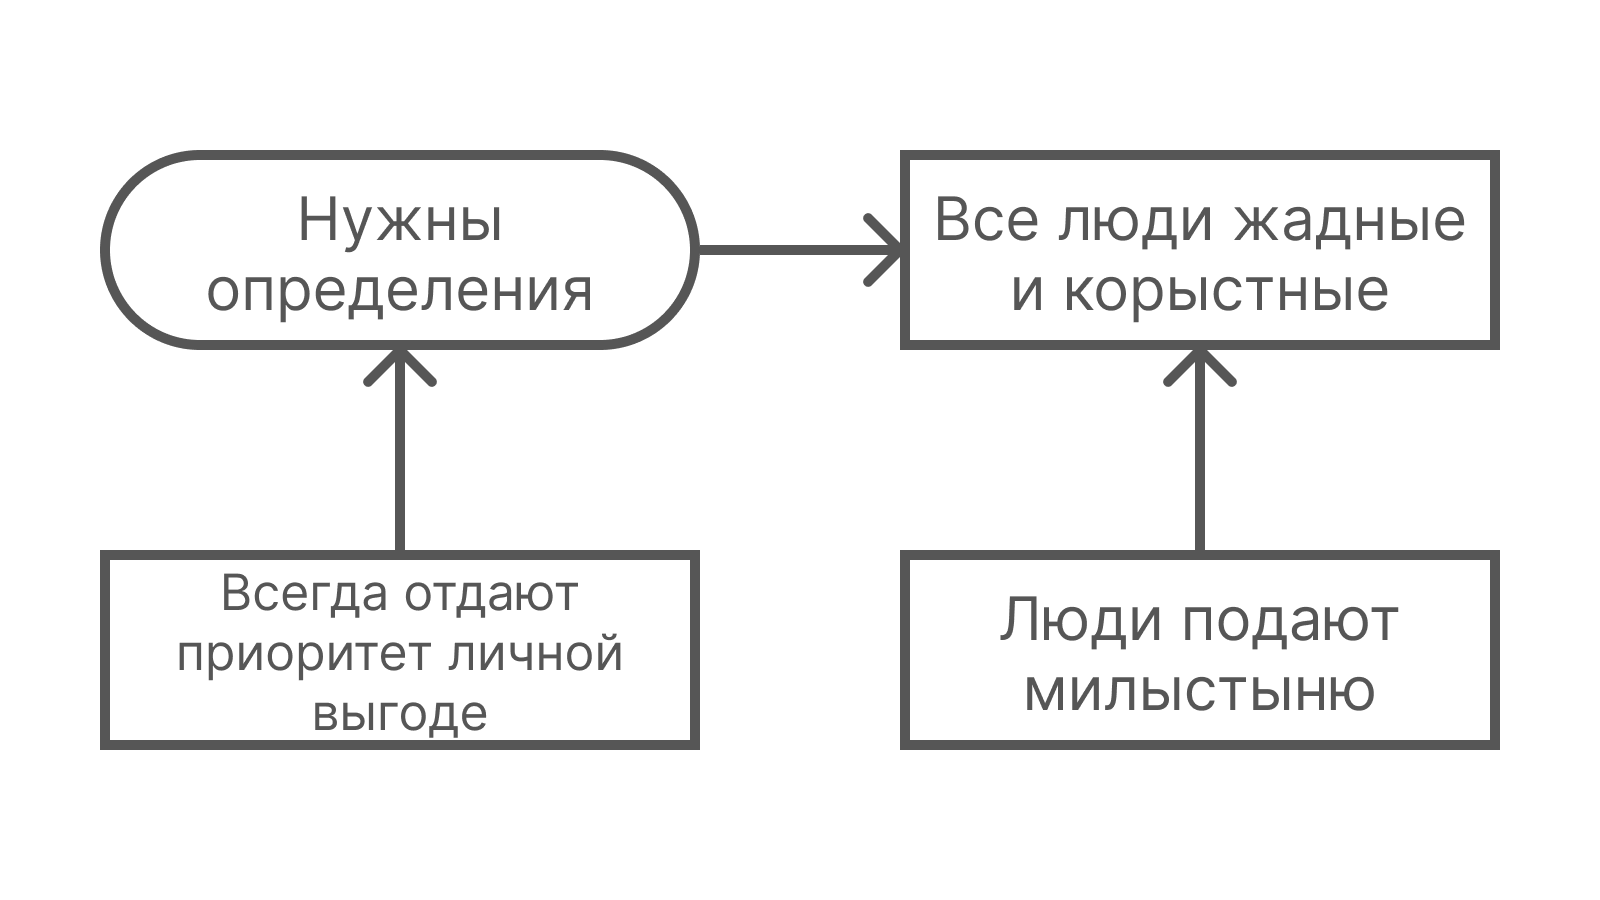 Нужны
определения
Все люди жадные
и корыстные
Всегда отдают
приоритет личной
выгоде
Люди подают
милыстыню